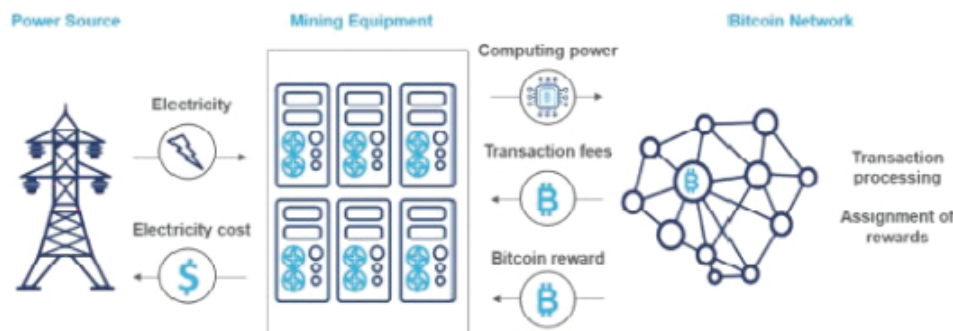 Power Source
Mining Equipment
Bitcoin Network
Electricity
Electricity cost
$
Computing power
Transaction fees
Bitcoin reward
Transaction
processing
Assignment of
rewards